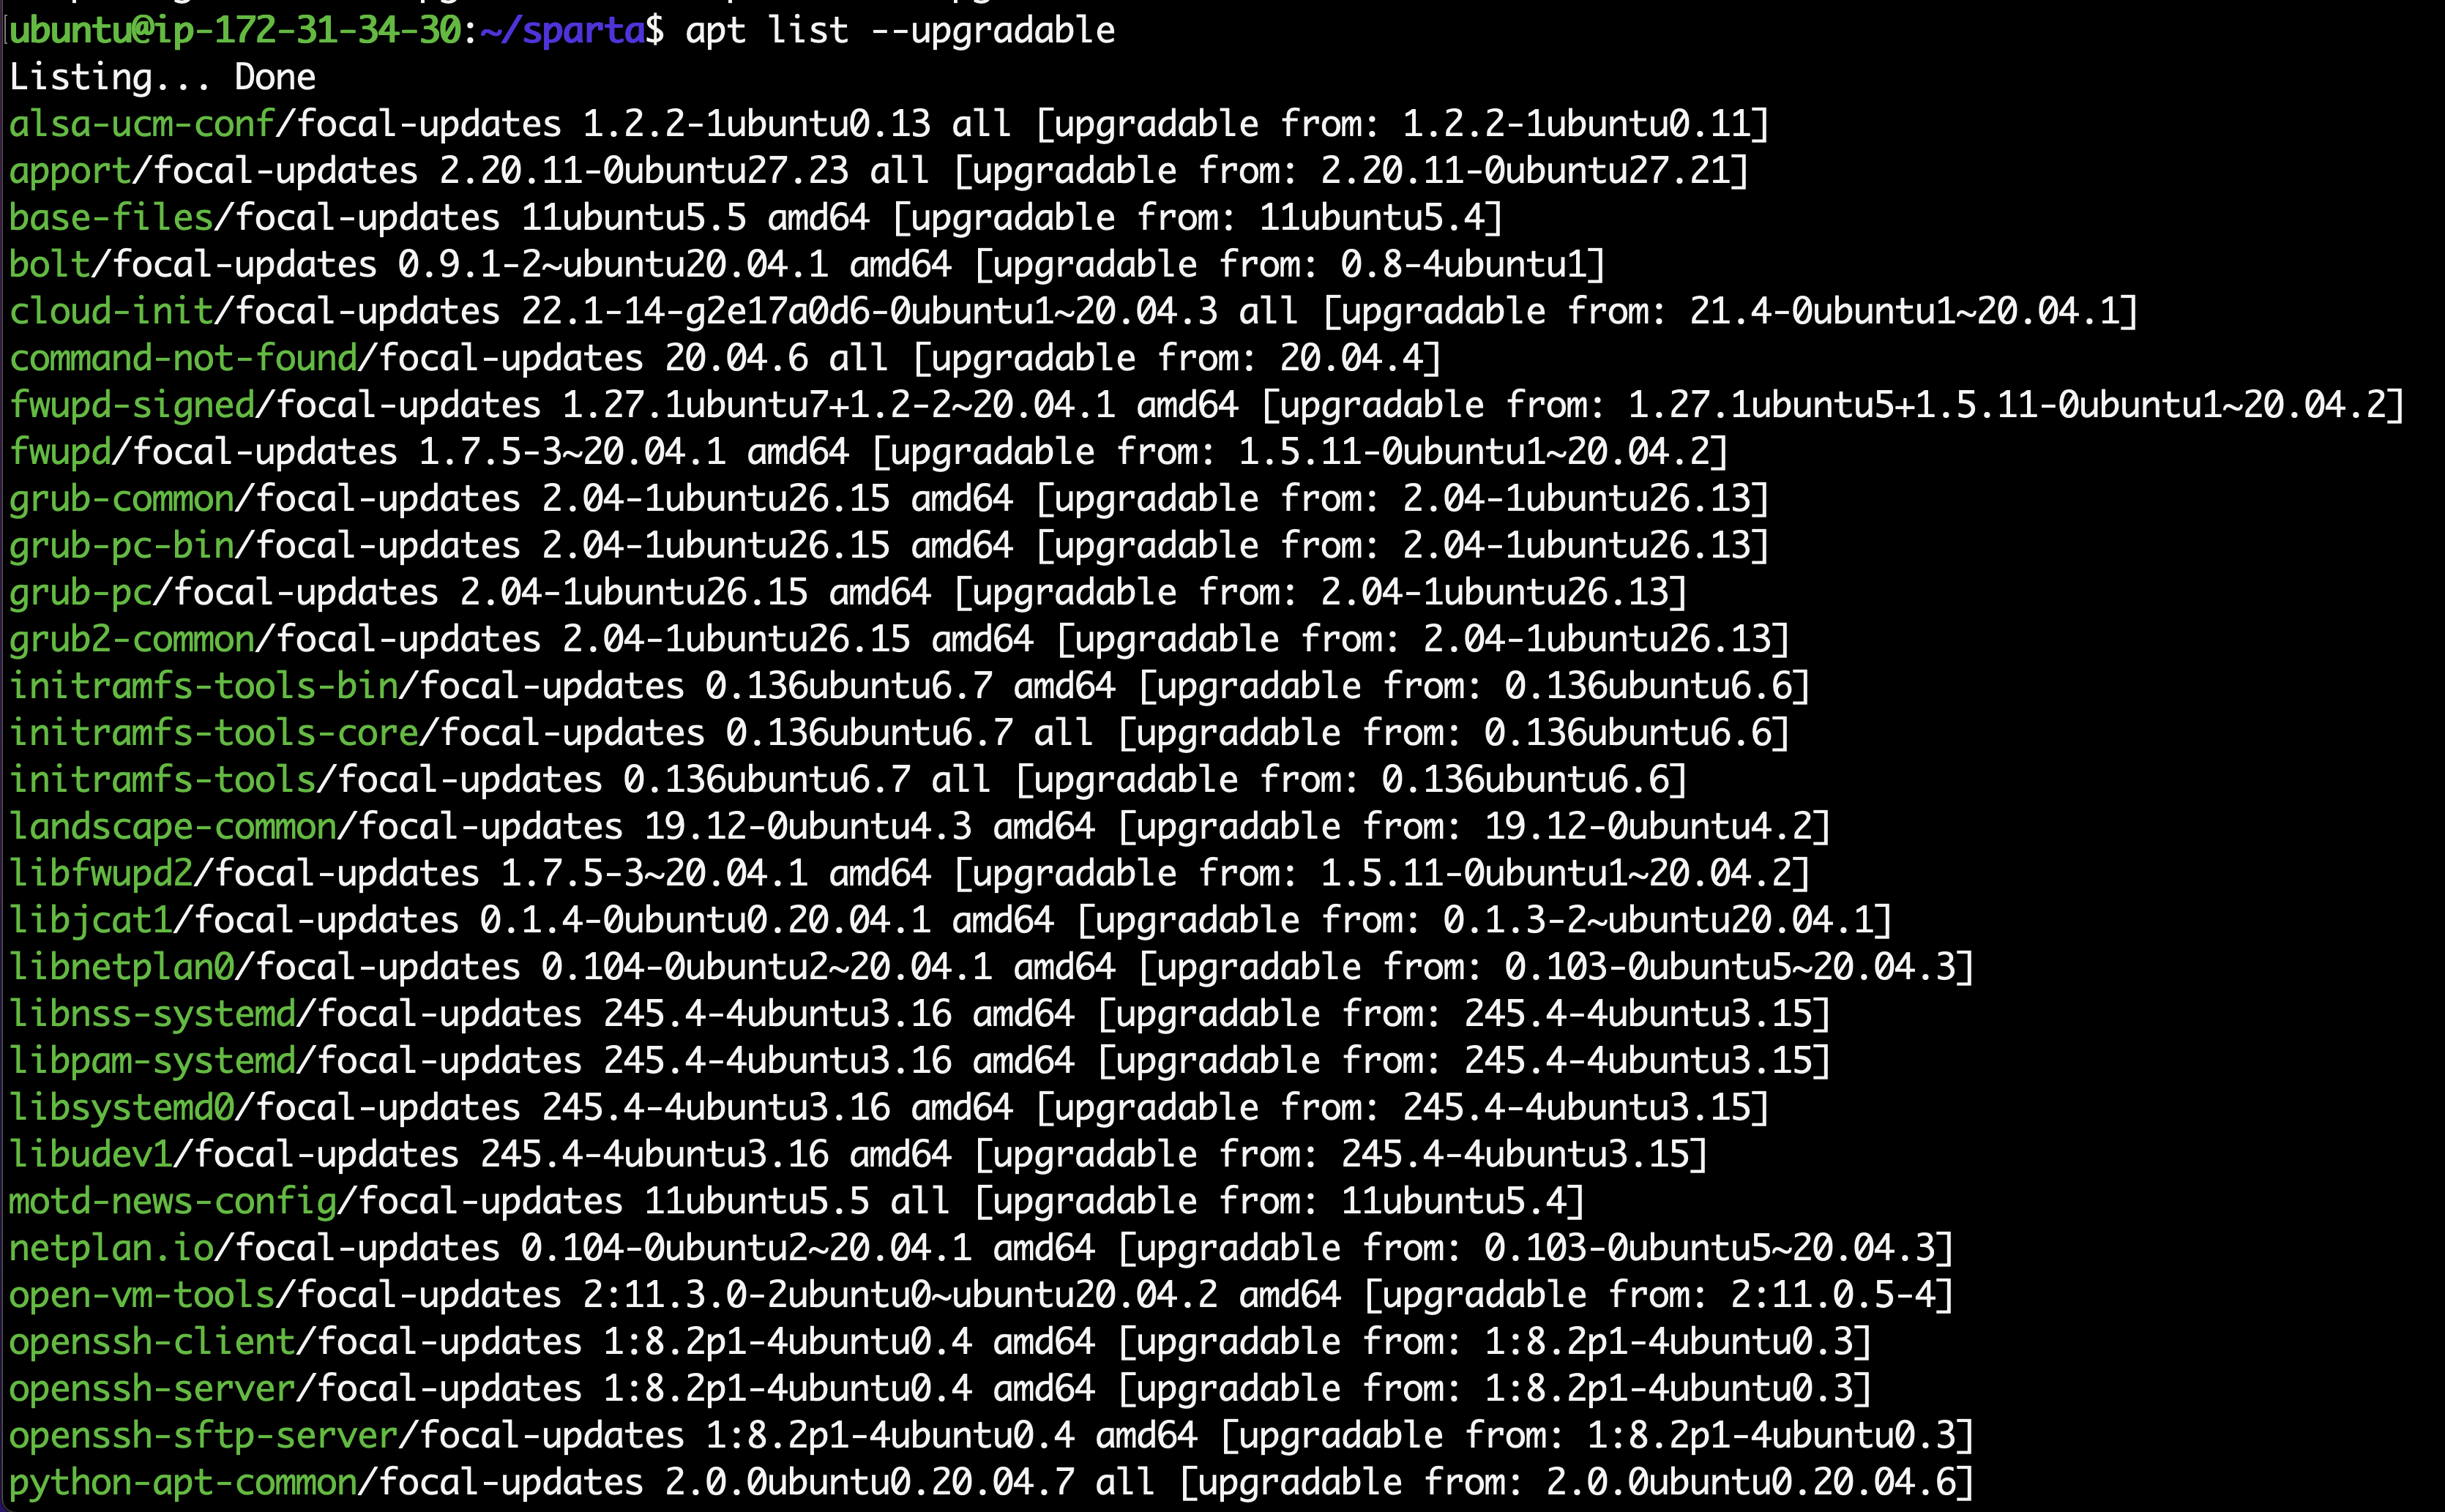 ubuntu@ip-172-31-34-30:~/sparta$ apt list --upgradable
Listing... Done
alsa-ucm-conf/focal-updates 1.2.2-1ubuntu0.13 all [upgradable from: 1.2.2-1ubuntu0.11]
apport/focal-updates 2.20.11-0ubuntu27.23 all [upgradable from: 2.20.11-0ubuntu27.21]
base-files/focal-updates 11ubuntu5.5 amd64 [upgradable from: 11ubuntu5.4]
bolt/focal-updates 0.9.1-2~ubuntu20.04.1 amd64 [upgradable from: 0.8-4ubuntu1]
cloud-init/focal-updates 22.1-14-g2e17a0d6-0ubuntu1~20.04.3 all [upgradable from: 21.4-0ubuntu1~20.04.1]
command-not-found/focal-updates 20.04.6 all [upgradable from: 20.04.4]
fwupd-signed/focal-updates 1.27.1ubuntu7+1.2-2~20.04.1 amd64 [upgradable from: 1.27.1ubuntu5+1.5.11-0ubuntu1~20.04.2]
fwupd/focal-updates 1.7.5-3~20.04.1 amd64 [upgradable from: 1.5.11-0ubuntu1~20.04.2]
grub-common/focal-updates 2.04-1ubuntu26.15 amd64 [upgradable from: 2.04-1ubuntu26.13]
grub-pc-bin/focal-updates 2.04-1ubuntu26.15 amd64 [upgradable from: 2.04-1ubuntu26.13]
grub-pc/focal-updates 2.04-1ubuntu26.15 amd64 [upgradable from: 2.04-1ubuntu26.13]
grub2-common/focal-updates 2.04-1ubuntu26.15 amd64 [upgradable from: 2.04-1ubuntu26.13]
initramfs-tools-bin/focal-updates 0.136ubuntu6.7 amd64 [upgradable from: 0.136ubuntu6.6]
initramfs-tools-core/focal-updates 0.136ubuntu6.7 all [upgradable from: 0.136ubuntu6.6]
initramfs-tools/focal-updates 0.136ubuntu6.7 all [upgradable from: 0.136ubuntu6.6]
landscape-common/focal-updates 19.12-0ubuntu4.3 amd64 [upgradable from: 19.12-0ubuntu4.2]
libfwupd2/focal-updates 1.7.5-3~20.04.1 amd64 [upgradable from: 1.5.11-0ubuntu1~20.04.2]
libjcat1/focal-updates 0.1.4-0ubuntu0.20.04.1 amd64 [upgradable from: 0.1.3-2~ubuntu20.04.1]
libnetplan0/focal-updates 0.104-0ubuntu2~20.04.1 amd64 [upgradable from: 0.103-0ubuntu5~20.04.3]
libnss-systemd/focal-updates 245.4-4ubuntu3.16 amd64 [upgradable from: 245.4-4ubuntu3.15]
libpam-systemd/focal-updates 245.4-4ubuntu3.16 amd64 [upgradable from: 245.4-4ubuntu3.15]
libsystemd0/focal-updates 245.4-4ubuntu3.16 amd64 [upgradable from: 245.4-4ubuntu3.15]
libudev1/focal-updates 245.4-4ubuntu3.16 amd64 [upgradable from: 245.4-4ubuntu3.15]
motd-news-config/focal-updates 11ubuntu5.5 all [upgradable from: 11ubuntu5.4]
netplan.io/focal-updates 0.104-0ubuntu2~20.04.1 amd64 [upgradable from: 0.103-0ubuntu5~20.04.3]
open-vm-tools/focal-updates 2:11.3.0-2ubuntu0~ubuntu20.04.2 amd64 [upgradable from: 2:11.0.5-4]
openssh-client/focal-updates 1:8.2p1-4ubuntu0.4 amd64 [upgradable from: 1:8.2p1-4ubuntu0.3]
openssh-server/focal-updates 1:8.2p1-4ubuntu0.4 amd64 [upgradable from: 1:8.2p1-4ubuntu0.3]
openssh-sftp-server/focal-updates 1:8.2p1-4ubuntu0.4 amd64 [upgradable from: 1:8.2p1-4ubuntu0.3]
python-apt-common/focal-updates 2.0.0ubuntu0.20.04.7 all [upgradable from: 2.0.0ubuntu0.20.04.6]